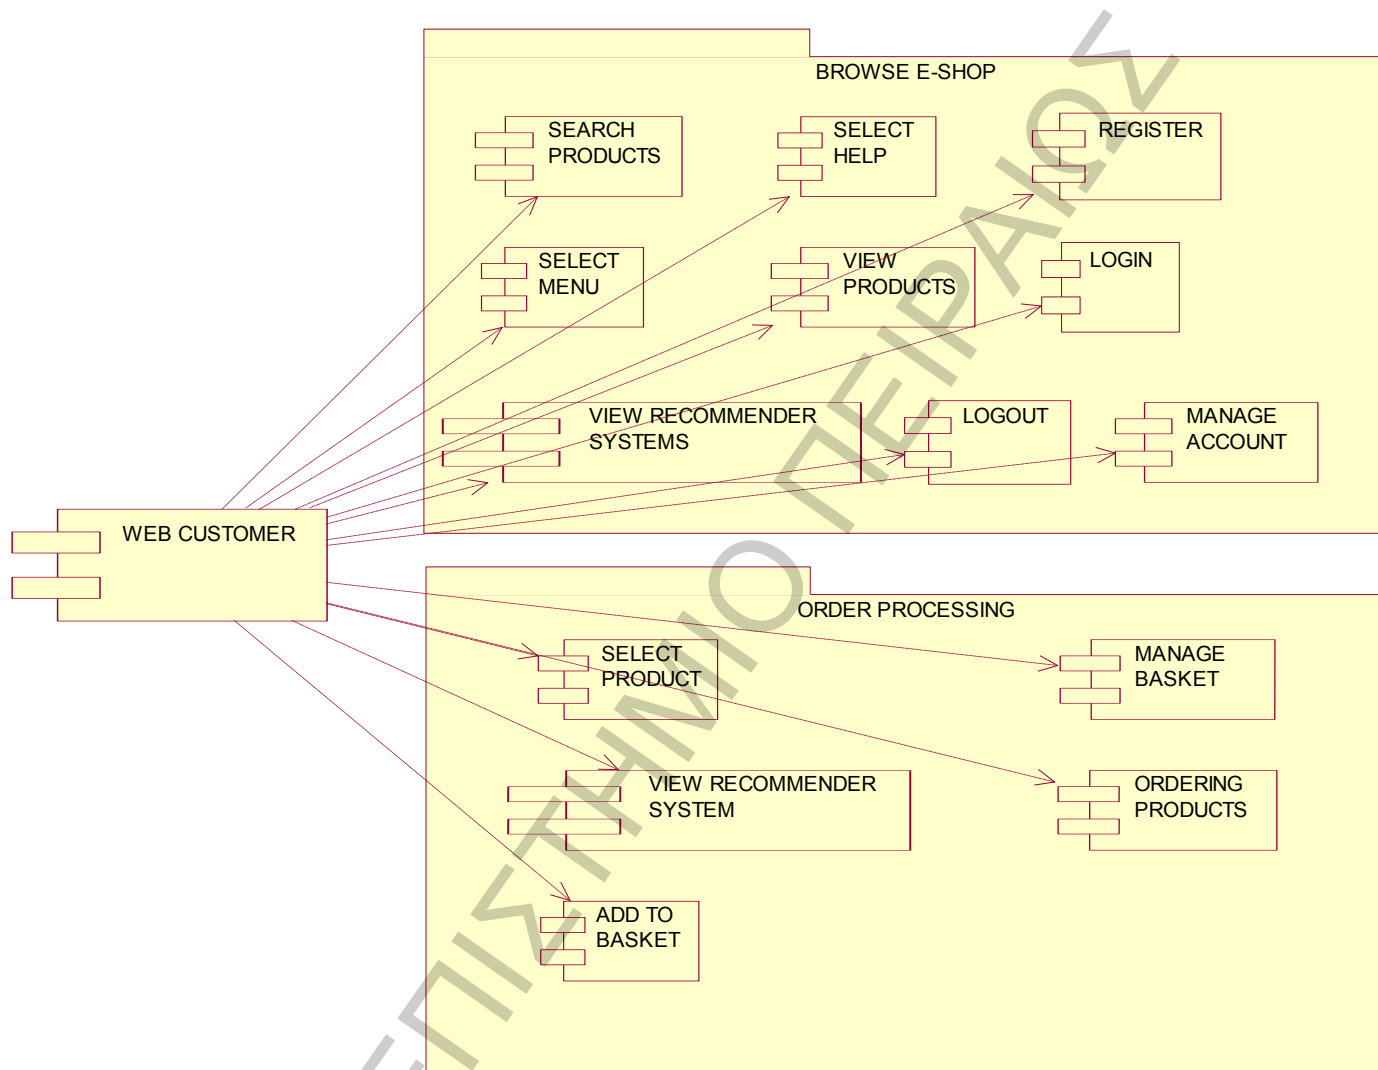 BROWSE E-SHOP
SEARCH
PRODUCTS
SELECT
HELP
REGISTER
SELECT
MENU
VIEW
PRODUCTS
LOGIN
VIEW RECOMMENDER
SYSTEMS
LOGOUT
MANAGE
ACCOUNT
WEB CUSTOMER
ORDER PROCESSING
SELECT
PRODUCT
MANAGE
BASKET
VIEW RECOMMENDER
SYSTEM
ORDERING
PRODUCTS
ADD TO
BASKET
ΕΠΙΣΤΗΜΙΟ ΠΕΙΡΑΙΩΣ